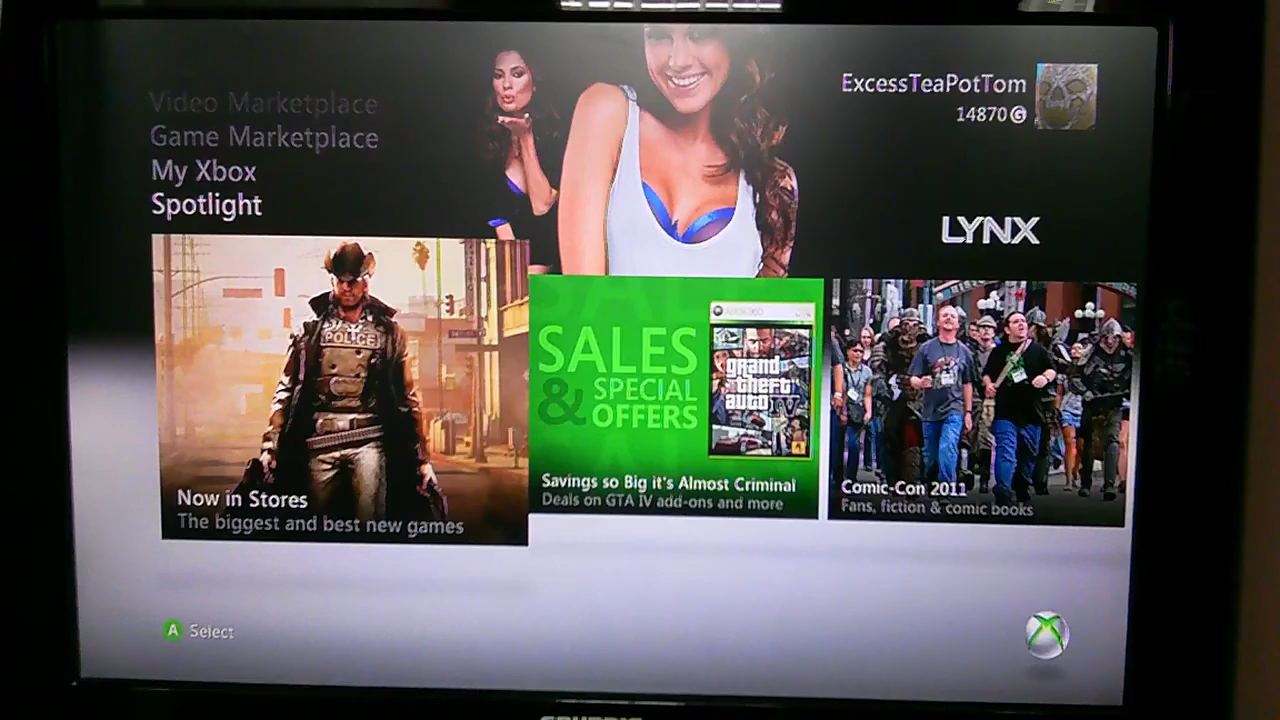 Video Marketplace
Game Marketplace
My Xbox
Spotlight
ExcessTeaPotTom
14870 G
LYNX
POLICE
Now in Stores
The biggest and best new games
SALES
& SPECIAL
OFFERS
XBOX 360
grand
theft
auto IV
Savings so Big it's Almost Criminal
Deals on GTA IV add-ons and more
Comic-Con 2011
Fans, fiction & comic books
A Select